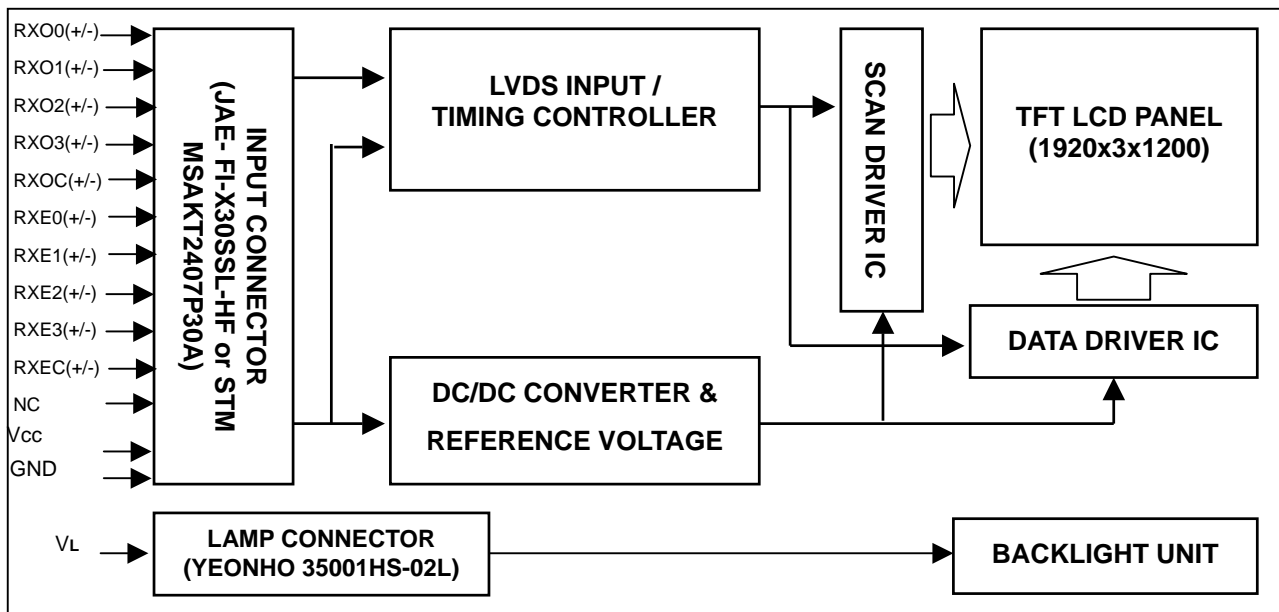 RXO0(+/-)
RXO1(+/-)
RXO2(+/-)
RXO3(+/-)
RXOC(+/-)
RXE0(+/-)
RXE1(+/-)
RXE2(+/-)
RXE3(+/-)
RXEC(+/-)
NC
Vcc
GND
VL
INPUT CONNECTOR
(JAE- FI-X30SSL-HF or STM
MSAKT2407P30A)
LVDS INPUT /
TIMING CONTROLLER
SCAN DRIVER IC
TFT LCD PANEL
(1920x3x1200)
DATA DRIVER IC
DC/DC CONVERTER &
REFERENCE VOLTAGE
LAMP CONNECTOR
(YEONHO 35001HS-02L)
BACKLIGHT UNIT